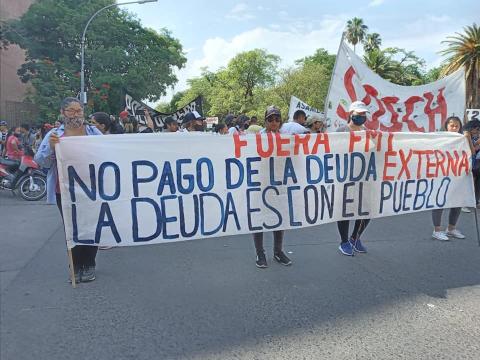 FUERA FMI
NO PAGO DE LA DEUDA EXTERNA
LA DEUDA ES CON EL PUEBLO